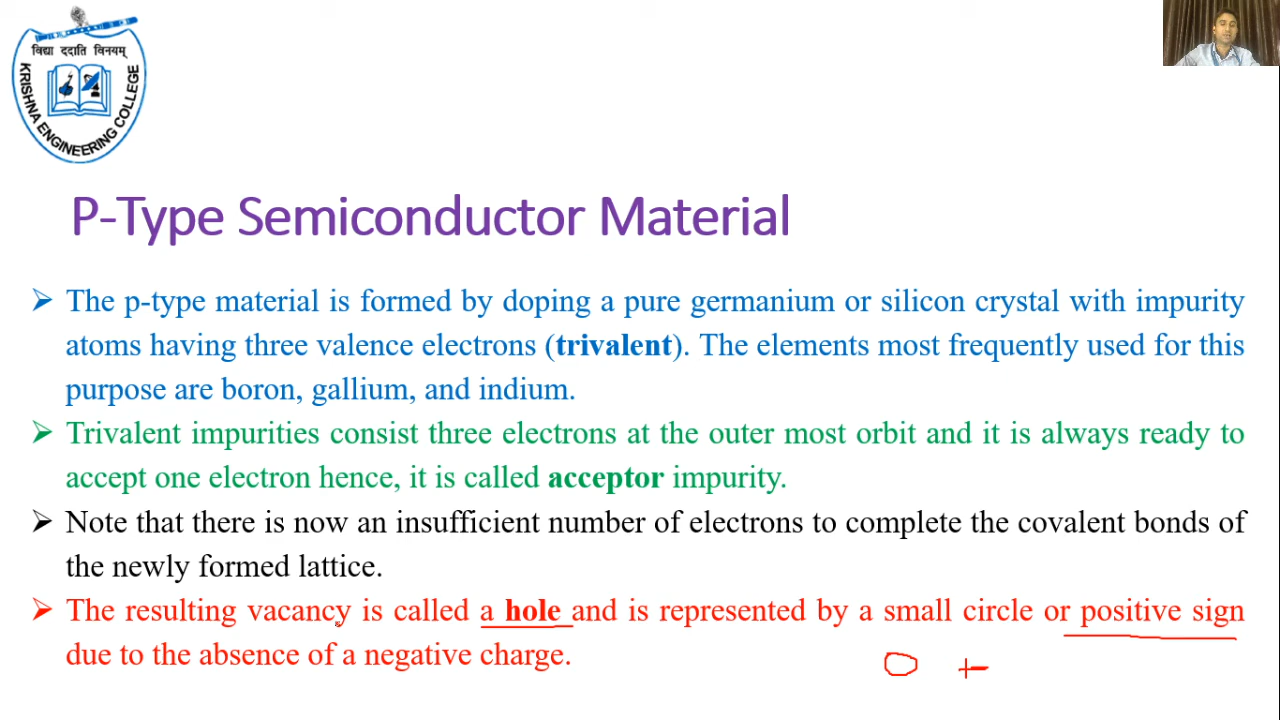 विद्या ददाति विनयम्
KRISHNA ENGINEERING COLLEGE
P-Type Semiconductor Material
➢ The p-type material is formed by doping a pure germanium or silicon crystal with impurity
atoms having three valence electrons (trivalent). The elements most frequently used for this
purpose are boron, gallium, and indium.
➢ Trivalent impurities consist three electrons at the outer most orbit and it is always ready to
accept one electron hence, it is called acceptor impurity.
➢ Note that there is now an insufficient number of electrons to complete the covalent bonds of
the newly formed lattice.
➢ The resulting vacancy is called a hole and is represented by a small circle or positive sign
due to the absence of a negative charge.
O +